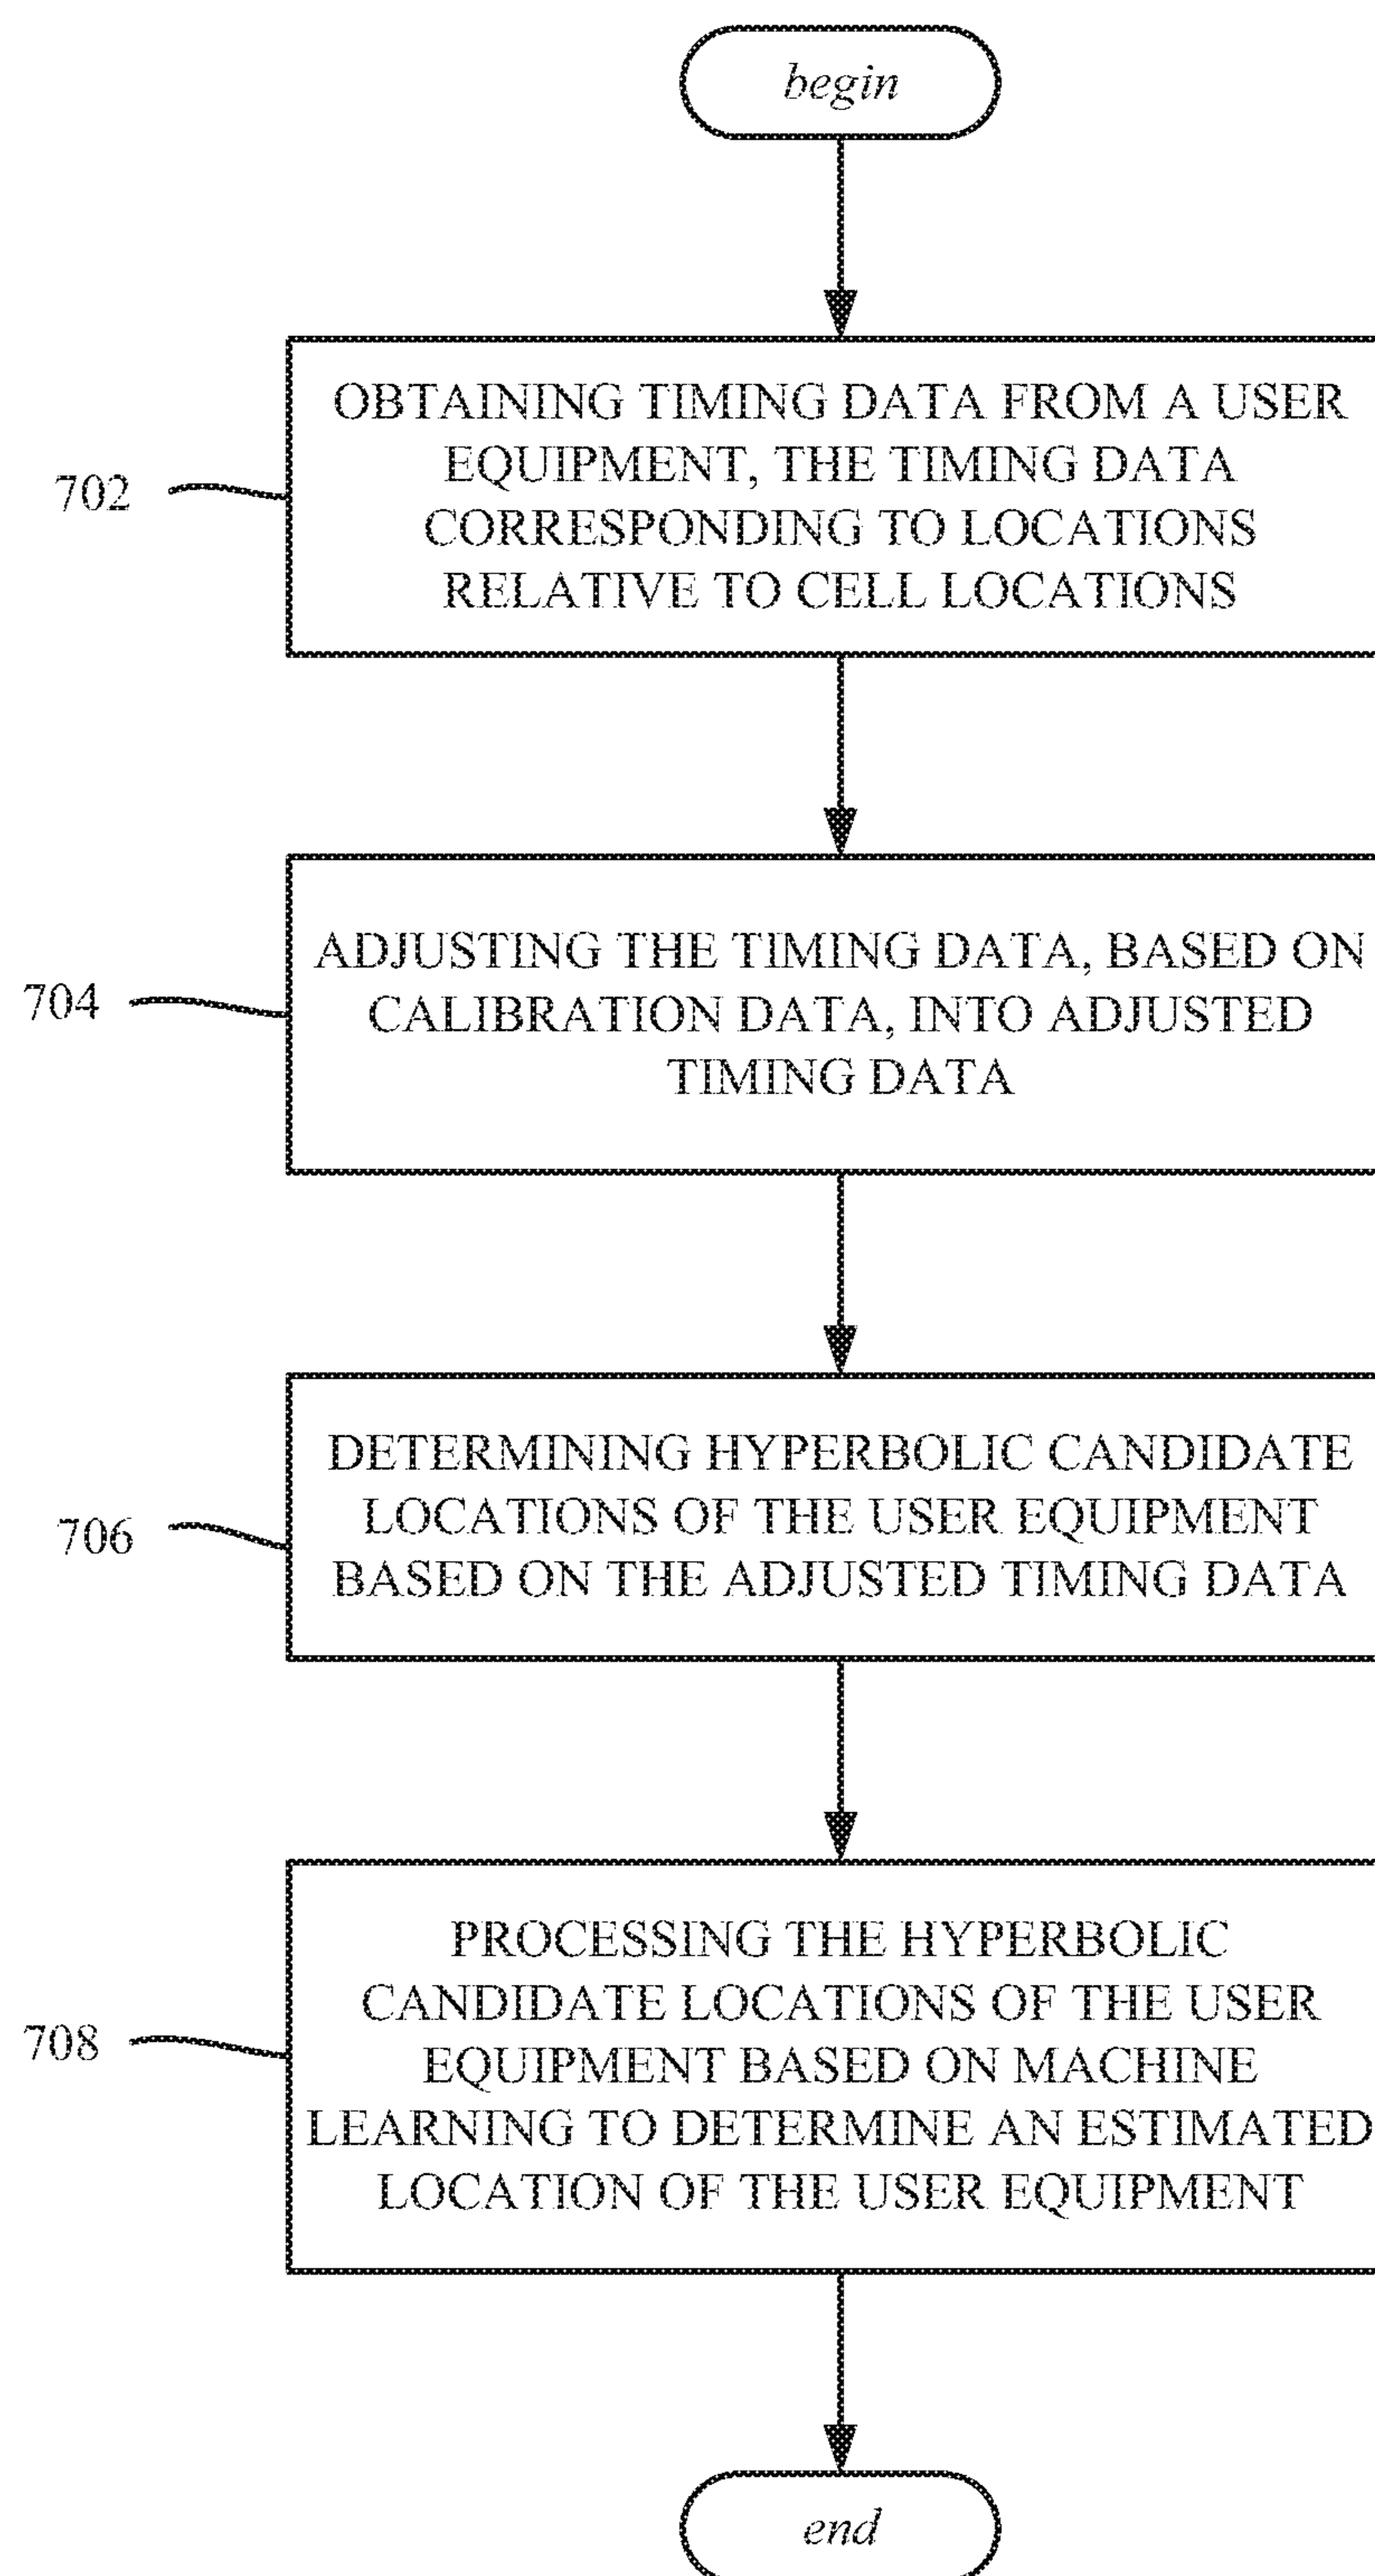 begin
OBTAINING TIMING DATA FROM A USER
EQUIPMENT, THE TIMING DATA
CORRESPONDING TO LOCATIONS
RELATIVE TO CELL LOCATIONS
702
ADJUSTING THE TIMING DATA, BASED ON
CALIBRATION DATA, INTO ADJUSTED
TIMING DATA
704
DETERMINING HYPERBOLIC CANDIDATE
LOCATIONS OF THE USER EQUIPMENT
BASED ON THE ADJUSTED TIMING DATA
706
PROCESSING THE HYPERBOLIC
CANDIDATE LOCATIONS OF THE USER
EQUIPMENT BASED ON MACHINE
LEARNING TO DETERMINE AN ESTIMATED
LOCATION OF THE USER EQUIPMENT
708
end